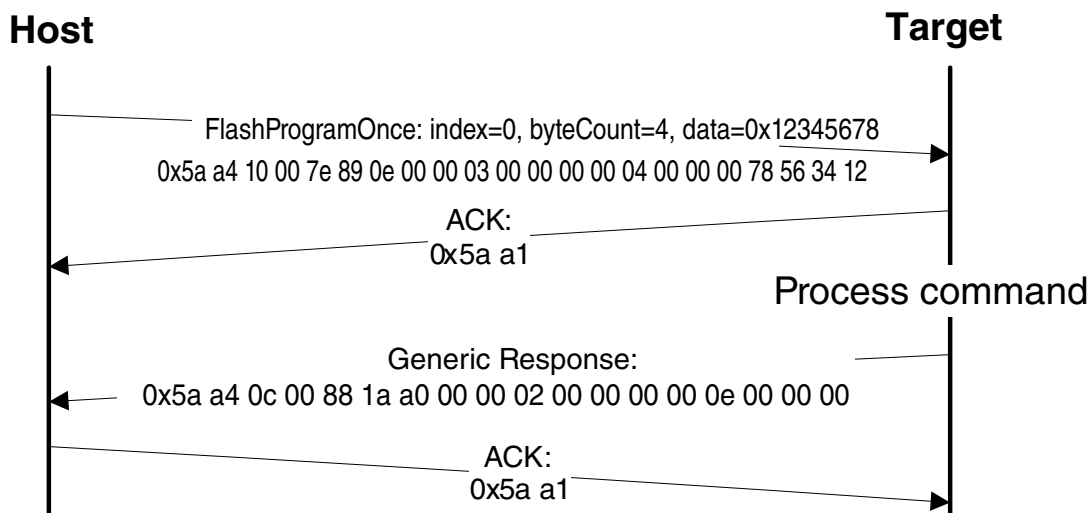 Host
Target
FlashProgramOnce: index=0, byteCount=4, data=0x12345678
0x5a a4 10 00 7e 89 0e 00 00 03 00 00 00 00 04 00 00 00 78 56 34 12
ACK:
0x5a a1
Process command
Generic Response:
0x5a a4 0c 00 88 1a a0 00 00 02 00 00 00 00 0e 00 00 00
ACK:
0x5a a1